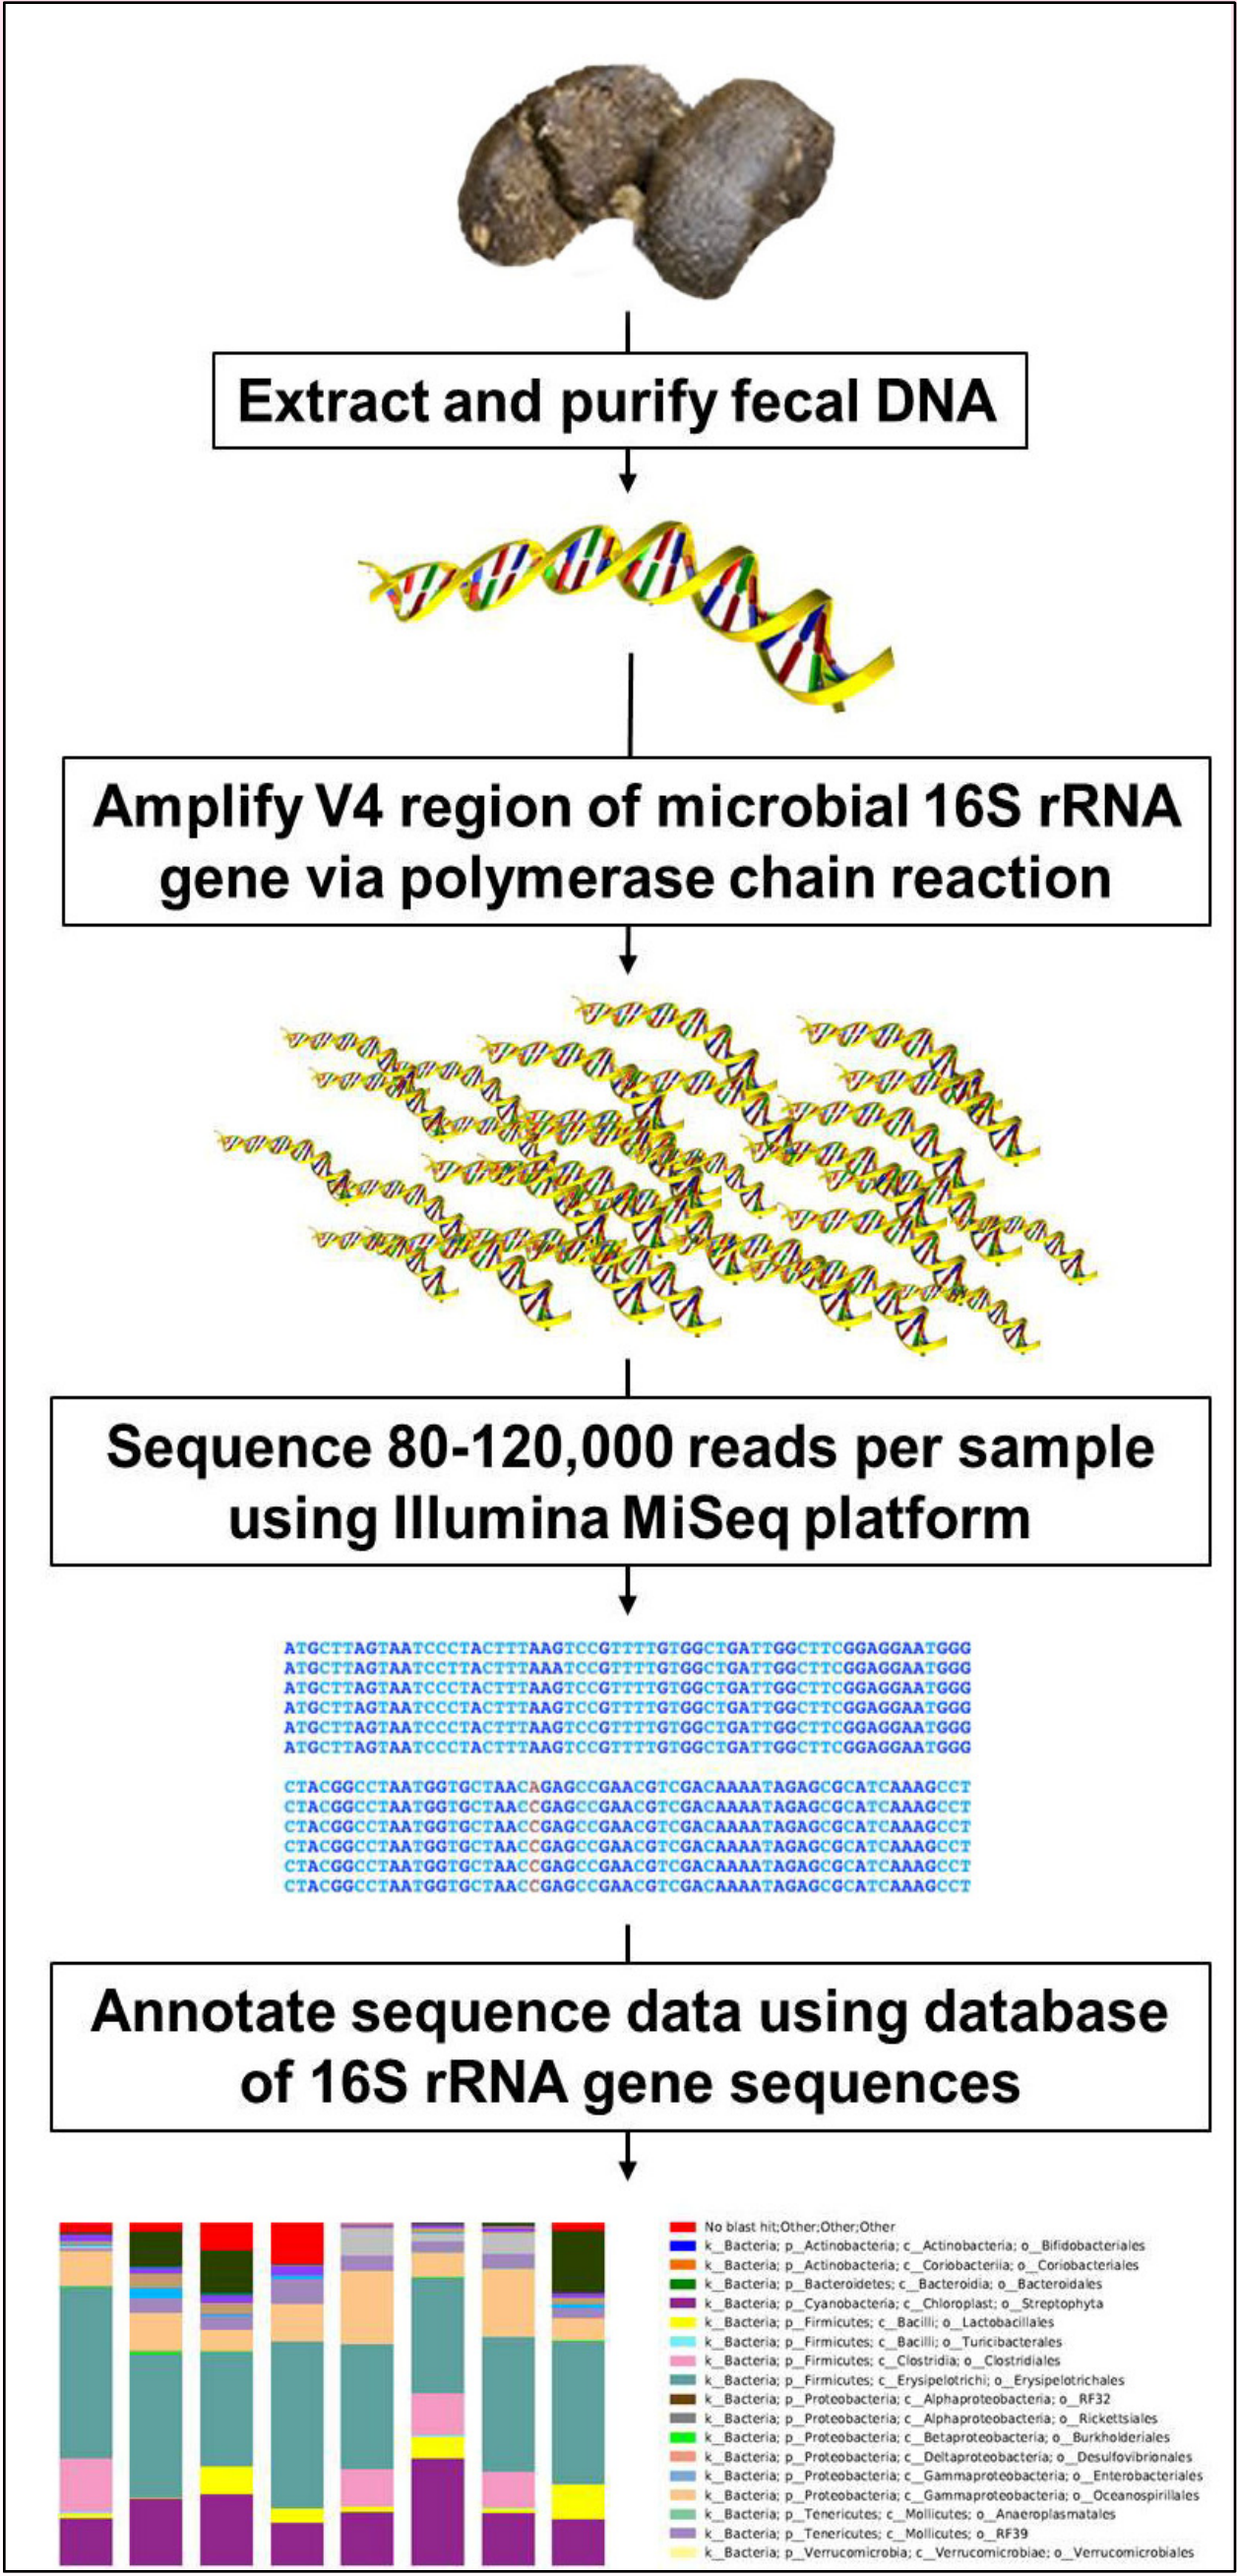 Extract and purify fecal DNA
Amplify V4 region of microbial 16S rRNA
gene via polymerase chain reaction
Sequence 80-120,000 reads per sample
using Illumina MiSeq platform
ATGCTTAGTAATCCCTACTTTAAGTCCGTTTTGTGGCTGATTGGCTTCGGAGGAATGGG
ATGCTTAGTAATCCTTACTTTAAATCCGTTTTGTGGCTGATTGGCTTCGGAGGAATGGG
ATGCTTAGTAATCCCTACTTTAAGTCCGTTTTGTGGCTGATTGGCTTCGGAGGAATGGG
ATGCTTAGTAATCCCTACTTTAAGTCCGTTTTGTGGCTGATTGGCTTCGGAGGAATGGG
ATGCTTAGTAATCCCTACTTTAAGTCCGTTTTGTGGCTGATTGGCTTCGGAGGAATGGG
ATGCTTAGTAATCCCTACTTTAAGTCCGTTTTGTGGCTGATTGGCTTCGGAGGAATGGG
CTACGGCCTAATGGTGCTAACAGAGCCGAACGTCGACAAAATAGAGCGCATCAAAGCCT
CTACGGCCTAATGGTGCTAACCGAGCCGAACGTCGACAAAATAGAGCGCATCAAAGCCT
CTACGGCCTAATGGTGCTAACCGAGCCGAACGTCGACAAAATAGAGCGCATCAAAGCCT
CTACGGCCTAATGGTGCTAACCGAGCCGAACGTCGACAAAATAGAGCGCATCAAAGCCT
CTACGGCCTAATGGTGCTAACCGAGCCGAACGTCGACAAAATAGAGCGCATCAAAGCCT
CTACGGCCTAATGGTGCTAACCGAGCCGAACGTCGACAAAATAGAGCGCATCAAAGCCT
Annotate sequence data using database
of 16S rRNA gene sequences
No blast hit;Other;Other;Other
k__Bacteria; p__Actinobacteria; c__Actinobacteria; o__Bifidobacteriales
k__Bacteria; p__Actinobacteria; c__Coriobacteriia; o__Coriobacteriales
k__Bacteria; p__Bacteroidetes; c__Bacteroidia; o__Bacteroidales
k__Bacteria; p__Cyanobacteria; c__Chloroplast; o__Streptophyta
k__Bacteria; p__Firmicutes; c__Bacilli; o__Lactobacillales
k__Bacteria; p__Firmicutes; c__Bacilli; o__Turicibacterales
k__Bacteria; p__Firmicutes; c__Clostridia; o__Clostridiales
k__Bacteria; p__Firmicutes; c__Erysipelotrichi; o__Erysipelotrichales
k__Bacteria; p__Proteobacteria; c__Alphaproteobacteria; o__RF32
k__Bacteria; p__Proteobacteria; c__Alphaproteobacteria; o__Rickettsiales
k__Bacteria; p__Proteobacteria; c__Betaproteobacteria; o__Burkholderiales
k__Bacteria; p__Proteobacteria; c__Deltaproteobacteria; o__Desulfovibrionales
k__Bacteria; p__Proteobacteria; c__Gammaproteobacteria; o__Enterobacteriales
k__Bacteria; p__Proteobacteria; c__Gammaproteobacteria; o__Oceanospirillales
k__Bacteria; p__Tenericutes; c__Mollicutes; o__Anaeroplasmatales
k__Bacteria; p__Tenericutes; c__Mollicutes; o__RF39
k__Bacteria; p__Verrucomicrobia; c__Verrucomicrobiae; o__Verrucomicrobiales